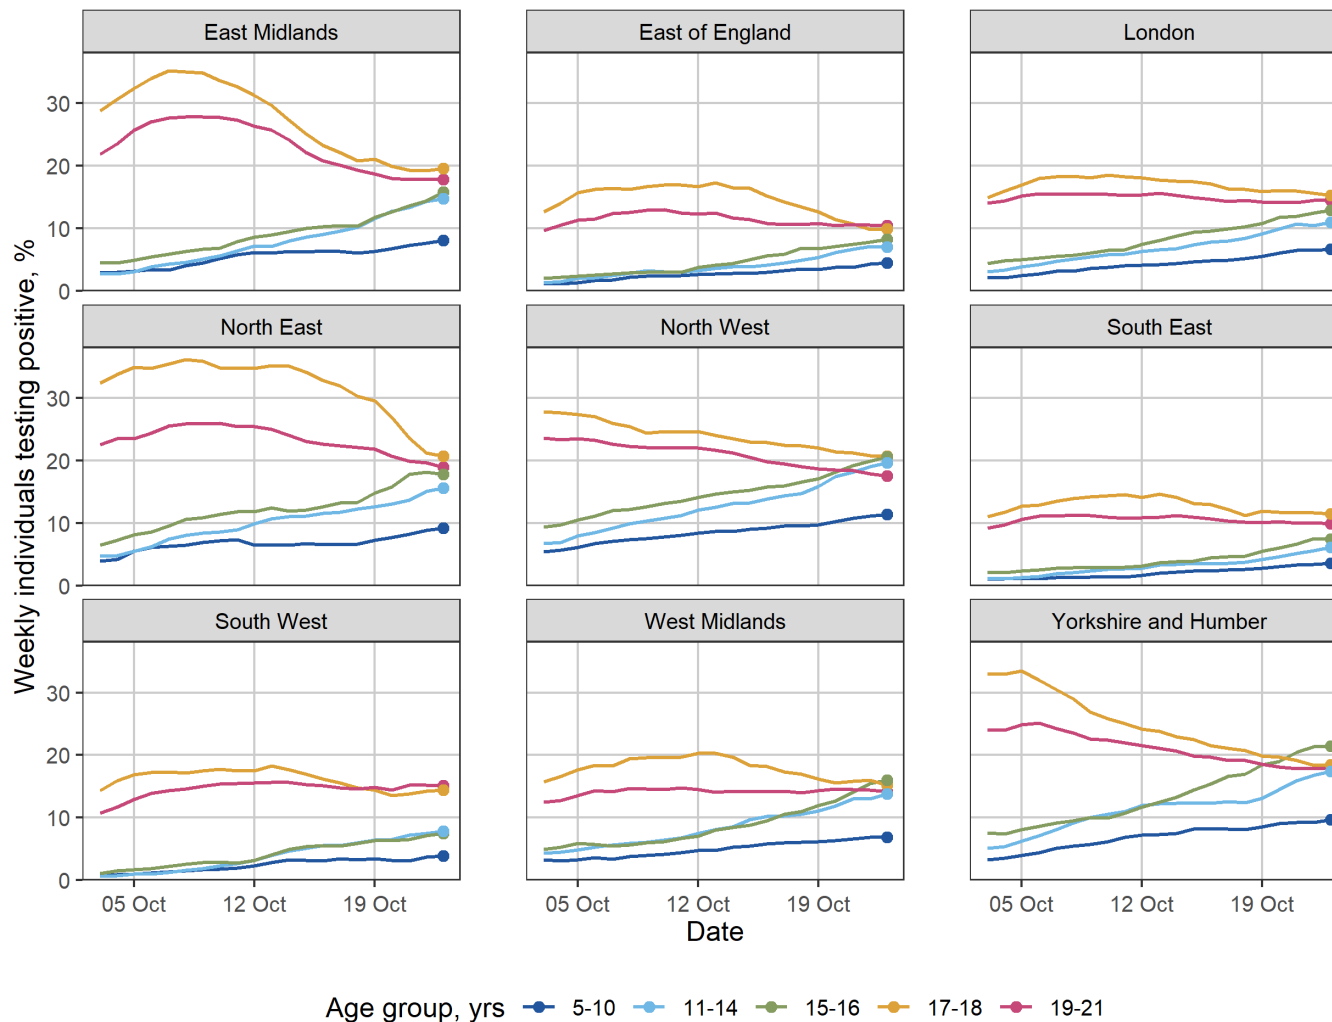 East Midlands East of England London
30
20
10
0
North East North West South East
30
20
10
0
South West West Midlands Yorkshire and Humber
30
20
10
0
05 Oct 12 Oct 19 Oct 05 Oct 12 Oct 19 Oct 05 Oct 12 Oct 19 Oct
Weekly individuals testing positive, %
Date
Age group, yrs 5-10 11-14 15-16 17-18 19-21